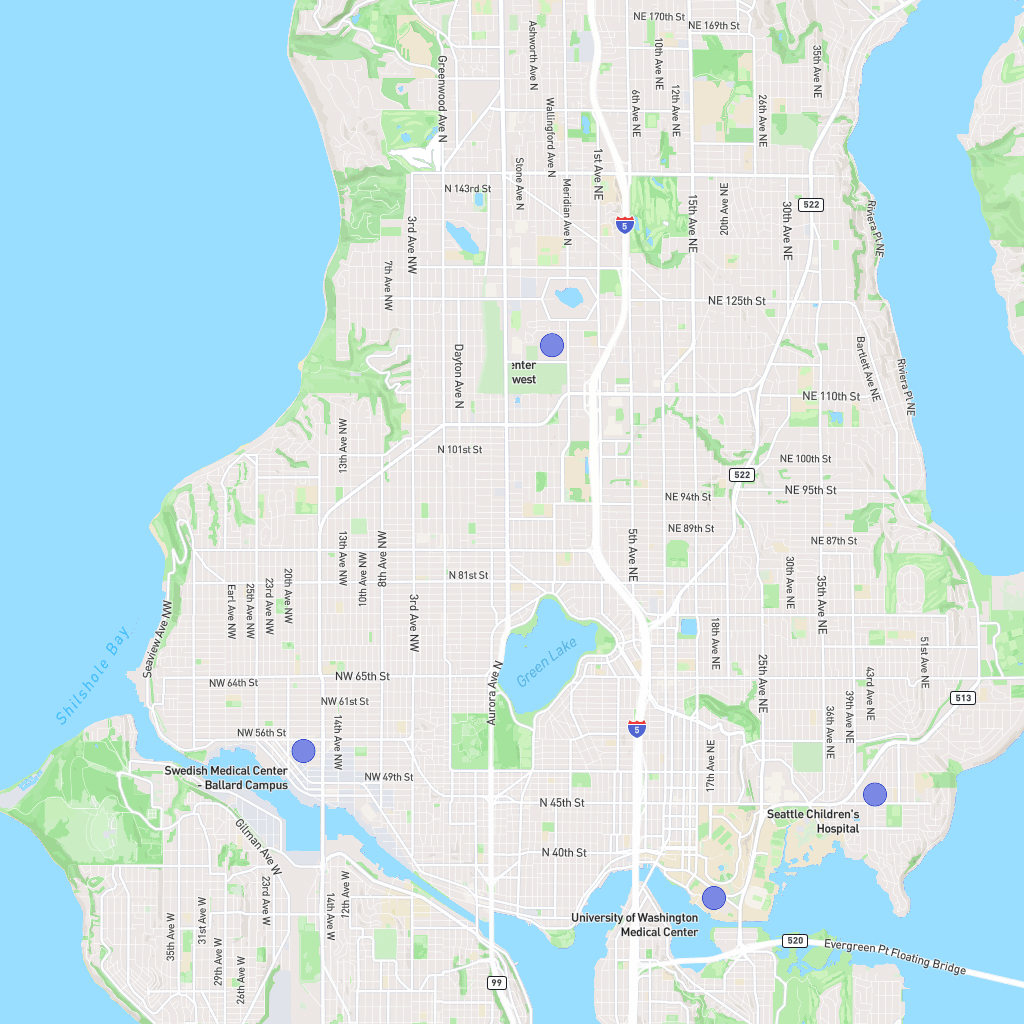 NE 170th St
NE 169th St
Ashworth Ave N
10th Ave NE
35th Ave NE
Greenwood Ave N
6th Ave NE
12th Ave NE
26th Ave NE
Wallingford Ave N
1st Ave NE
Stone Ave N
Meridian Ave N
N 143rd St
15th Ave NE
20th Ave NE
30th Ave NE
522
Riviera Pl NE
3rd Ave NW
5
7th Ave NW
NE 125th St
Dayton Ave N
enter
west
Bartlett Ave NE
Riviera Pl NE
NE 110th St
13th Ave NW
N 101st St
NE 100th St
522
NE 95th St
NE 94th St
NE 89th St
5th Ave NE
NE 87th St
13th Ave NW
8th Ave NW
10th Ave NW
N 81st St
30th Ave NE
35th Ave NE
20th Ave NW
23rd Ave NW
25th Ave NW
Earl Ave NW
3rd Ave NW
Seaview Ave NW
Shilshole Bay
Green Lake
18th Ave NE
25th Ave NE
51st Ave NE
43rd Ave NE
39th Ave NE
36th Ave NE
513
NW 65th St
NW 64th St
Aurora Ave N
NW 61st St
14th Ave NW
NW 56th St
5
17th Ave NE
Swedish Medical Center
- Ballard Campus
NW 49th St
N 45th St
Seattle Children's
Hospital
Gilman Ave W
N 40th St
23rd Ave W
12th Ave W
14th Ave W
31st Ave W
35th Ave W
29th Ave W
26th Ave W
University of Washington
Medical Center
520
Evergreen Pt Floating Bridge
99